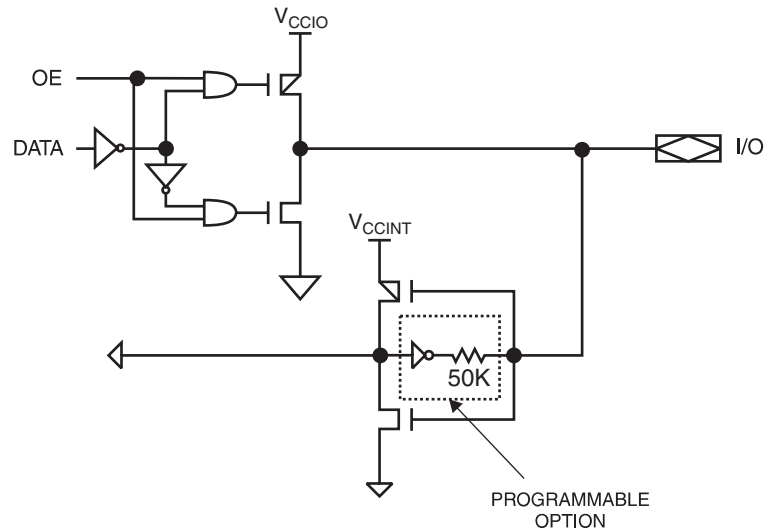 V_CCIO
OE
DATA
I/O
V_CCINT
50K
PROGRAMMABLE
OPTION